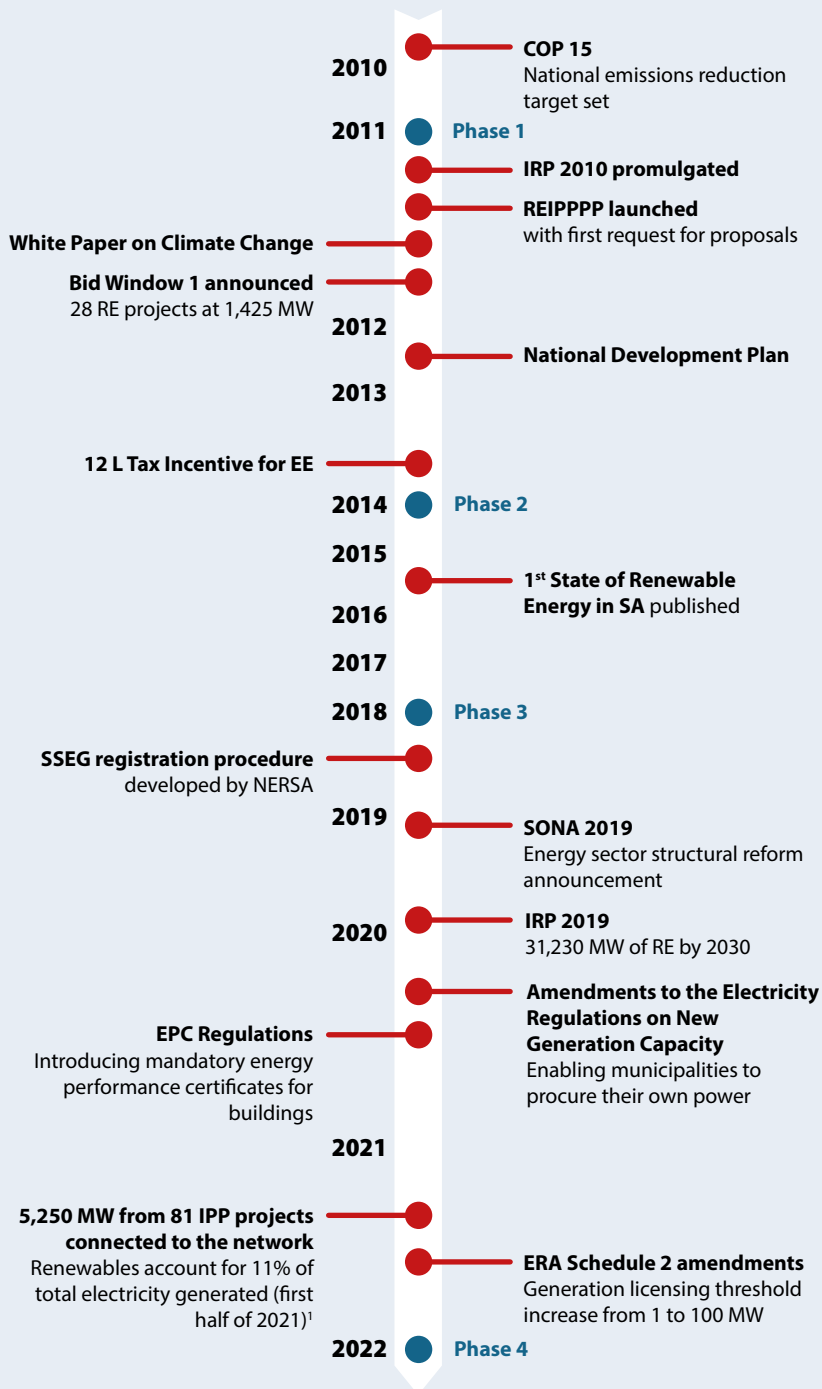 COP 15
2010
National emissions reduction
target set
2011
Phase 1
IRP 2010 promulgated
REIPPPP launched
with first request for proposals
White Paper on Climate Change
Bid Window 1 announced
28 RE projects at 1,425 MW
2012
National Development Plan
2013
12 L Tax Incentive for EE
2014
Phase 2
2015
1st State of Renewable
Energy in SA published
2016
2017
2018
Phase 3
SSEG registration procedure
developed by NERSA
2019
SONA 2019
Energy sector structural reform
announcement
IRP 2019
31,230 MW of RE by 2030
2020
Amendments to the Electricity
Regulations on New
Generation Capacity
Enabling municipalities to
procure their own power
EPC Regulations
Introducing mandatory energy
performance certificates for
buildings
2021
5,250 MW from 81 IPP projects
connected to the network
Renewables account for 11% of
total electricity generated (first
half of 2021)1
ERA Schedule 2 amendments
Generation licensing threshold
increase from 1 to 100 MW
2022
Phase 4